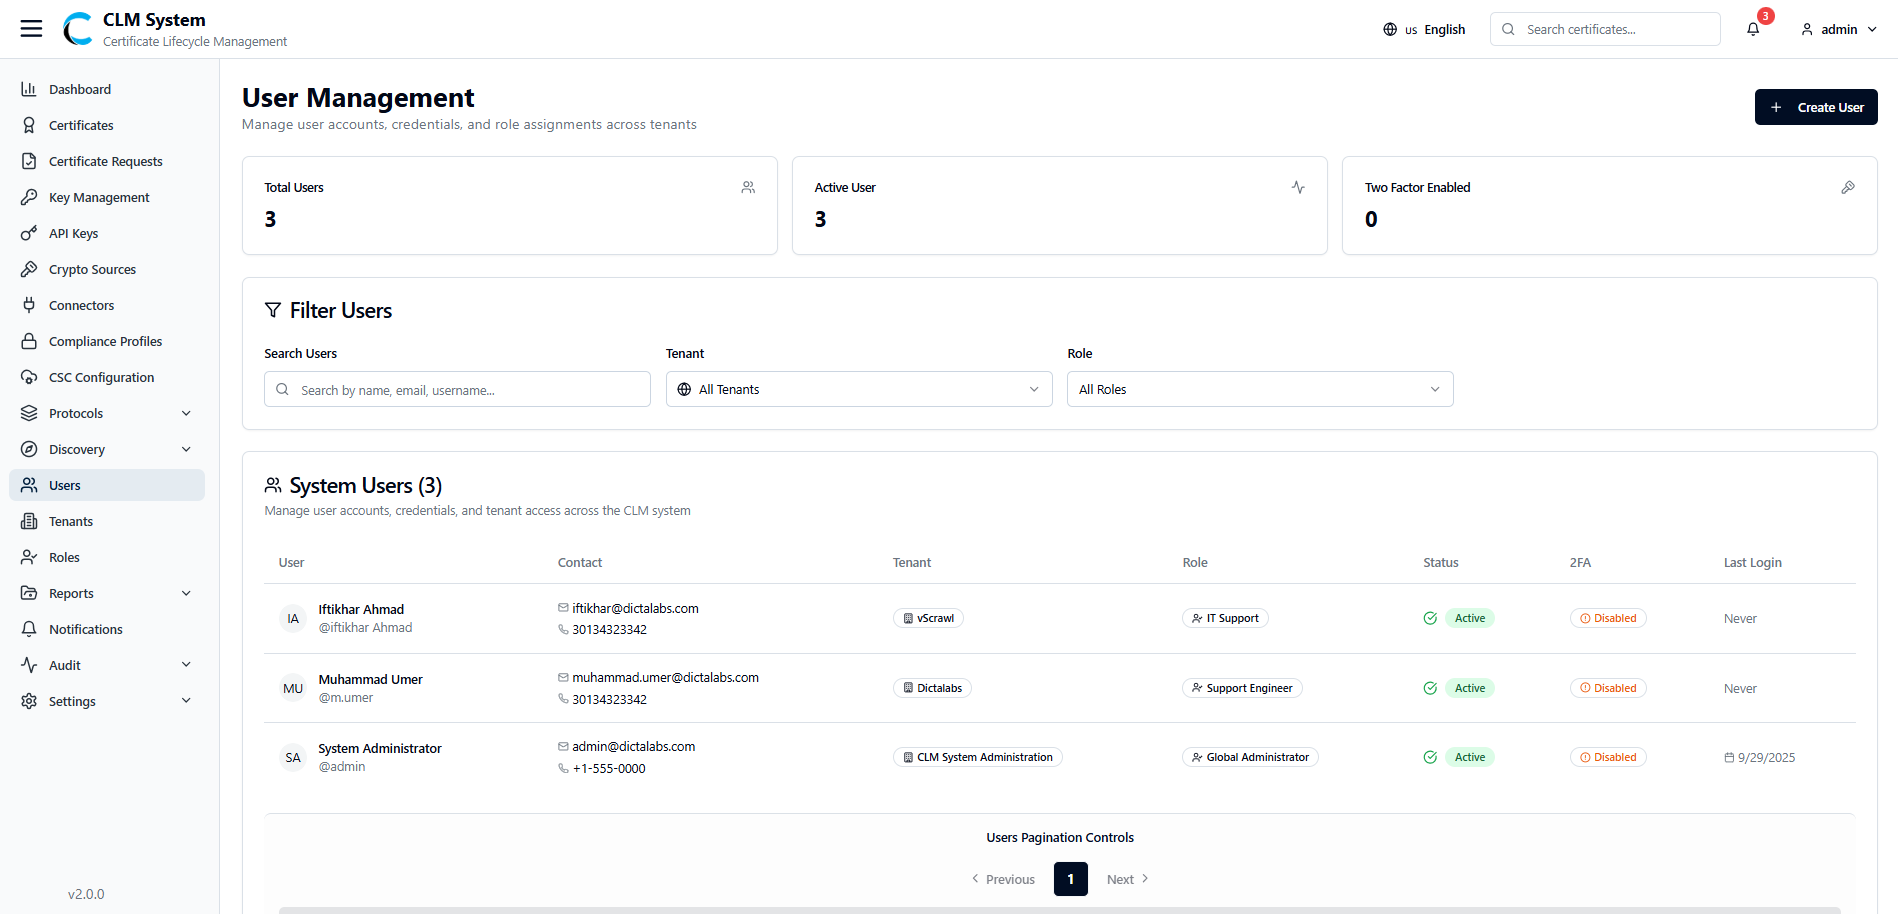 CLM System
Certificate Lifecycle Management
us English
Search certificates...
3
admin
Dashboard
Certificates
Certificate Requests
Key Management
API Keys
Crypto Sources
Connectors
Compliance Profiles
CSC Configuration
Protocols
Discovery
Users
Tenants
Roles
Reports
Notifications
Audit
Settings
v2.0.0
User Management
Manage user accounts, credentials, and role assignments across tenants
+ Create User
Total Users
3
Active User
3
Two Factor Enabled
0
Filter Users
Search Users
Search by name, email, username...
Tenant
All Tenants
Role
All Roles
System Users (3)
Manage user accounts, credentials, and tenant access across the CLM system
User Contact Tenant Role Status 2FA Last Login
IA Iftikhar Ahmad iftikhar@dictalabs.com vScrawl IT Support Active Disabled Never
@iftikhar Ahmad 30134323342
MU Muhammad Umer muhammad.umer@dictalabs.com Dictalabs Support Engineer Active Disabled Never
@m.umer 30134323342
SA System Administrator admin@dictalabs.com CLM System Administration Global Administrator Active Disabled 9/29/2025
@admin +1-555-0000
Users Pagination Controls
Previous 1 Next